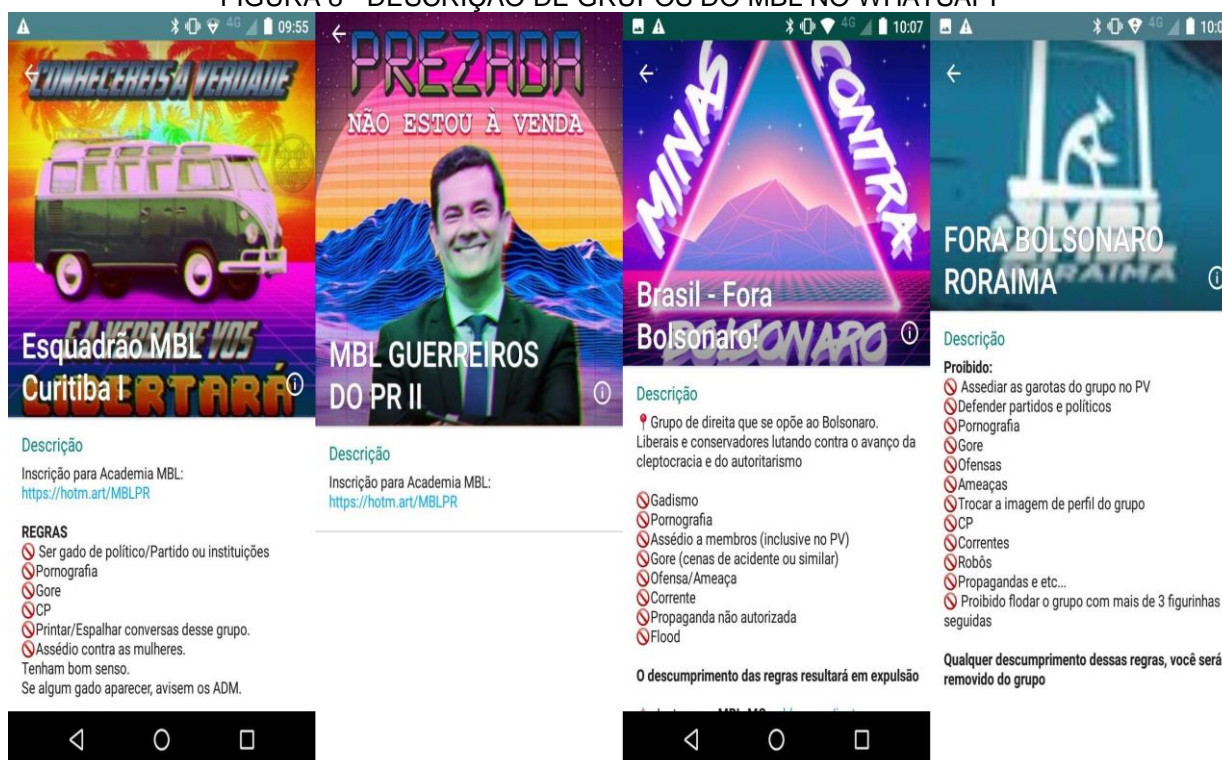 FIGURA 8 - DESCRIÇÃO DE GRUPOS DO MBL NO WHATSAPP
09:55
CONHECEREIS A VERDADE
E A VERDADE VOS
LIBERTARÁ
Esquadrão MBL
Curitiba I
Descrição
Inscrição para Academia MBL:
https://hotm.art/MBLPR
REGRAS
🚫 Ser gado de político/Partido ou instituições
🚫Pornografia
🚫Gore
🚫CP
🚫Printar/Espalhar conversas desse grupo.
🚫Assédio contra as mulheres.
Tenham bom senso.
Se algum gado aparecer, avisem os ADM.
PREZADA
NÃO ESTOU À VENDA
MBL GUERREIROS
DO PR II
Descrição
Inscrição para Academia MBL:
https://hotm.art/MBLPR
4G 10:07
MINAS
CONTRA
BOLSONARO
Brasil - Fora
Bolsonaro!
Descrição
📍Grupo de direita que se opõe ao Bolsonaro.
Liberais e conservadores lutando contra o avanço da
cleptocracia e do autoritarismo
🚫Gadismo
🚫Pornografia
🚫Assédio a membros (inclusive no PV)
🚫Gore (cenas de acidente ou similar)
🚫Ofensa/Ameaça
🚫Corrente
🚫Propaganda não autorizada
🚫Flood
O descumprimento das regras resultará em expulsão
4G
MBL
RORAIMA
FORA BOLSONARO
RORAIMA
Descrição
Proibido:
🚫 Assediar as garotas do grupo no PV
🚫Defender partidos e políticos
🚫Pornografia
🚫Gore
🚫Ofensas
🚫Ameaças
🚫Trocar a imagem de perfil do grupo
🚫CP
🚫Correntes
🚫Robôs
🚫Propagandas e etc...
🚫 Proibido flodar o grupo com mais de 3 figurinhas
seguidas
Qualquer descumprimento dessas regras, você será
removido do grupo